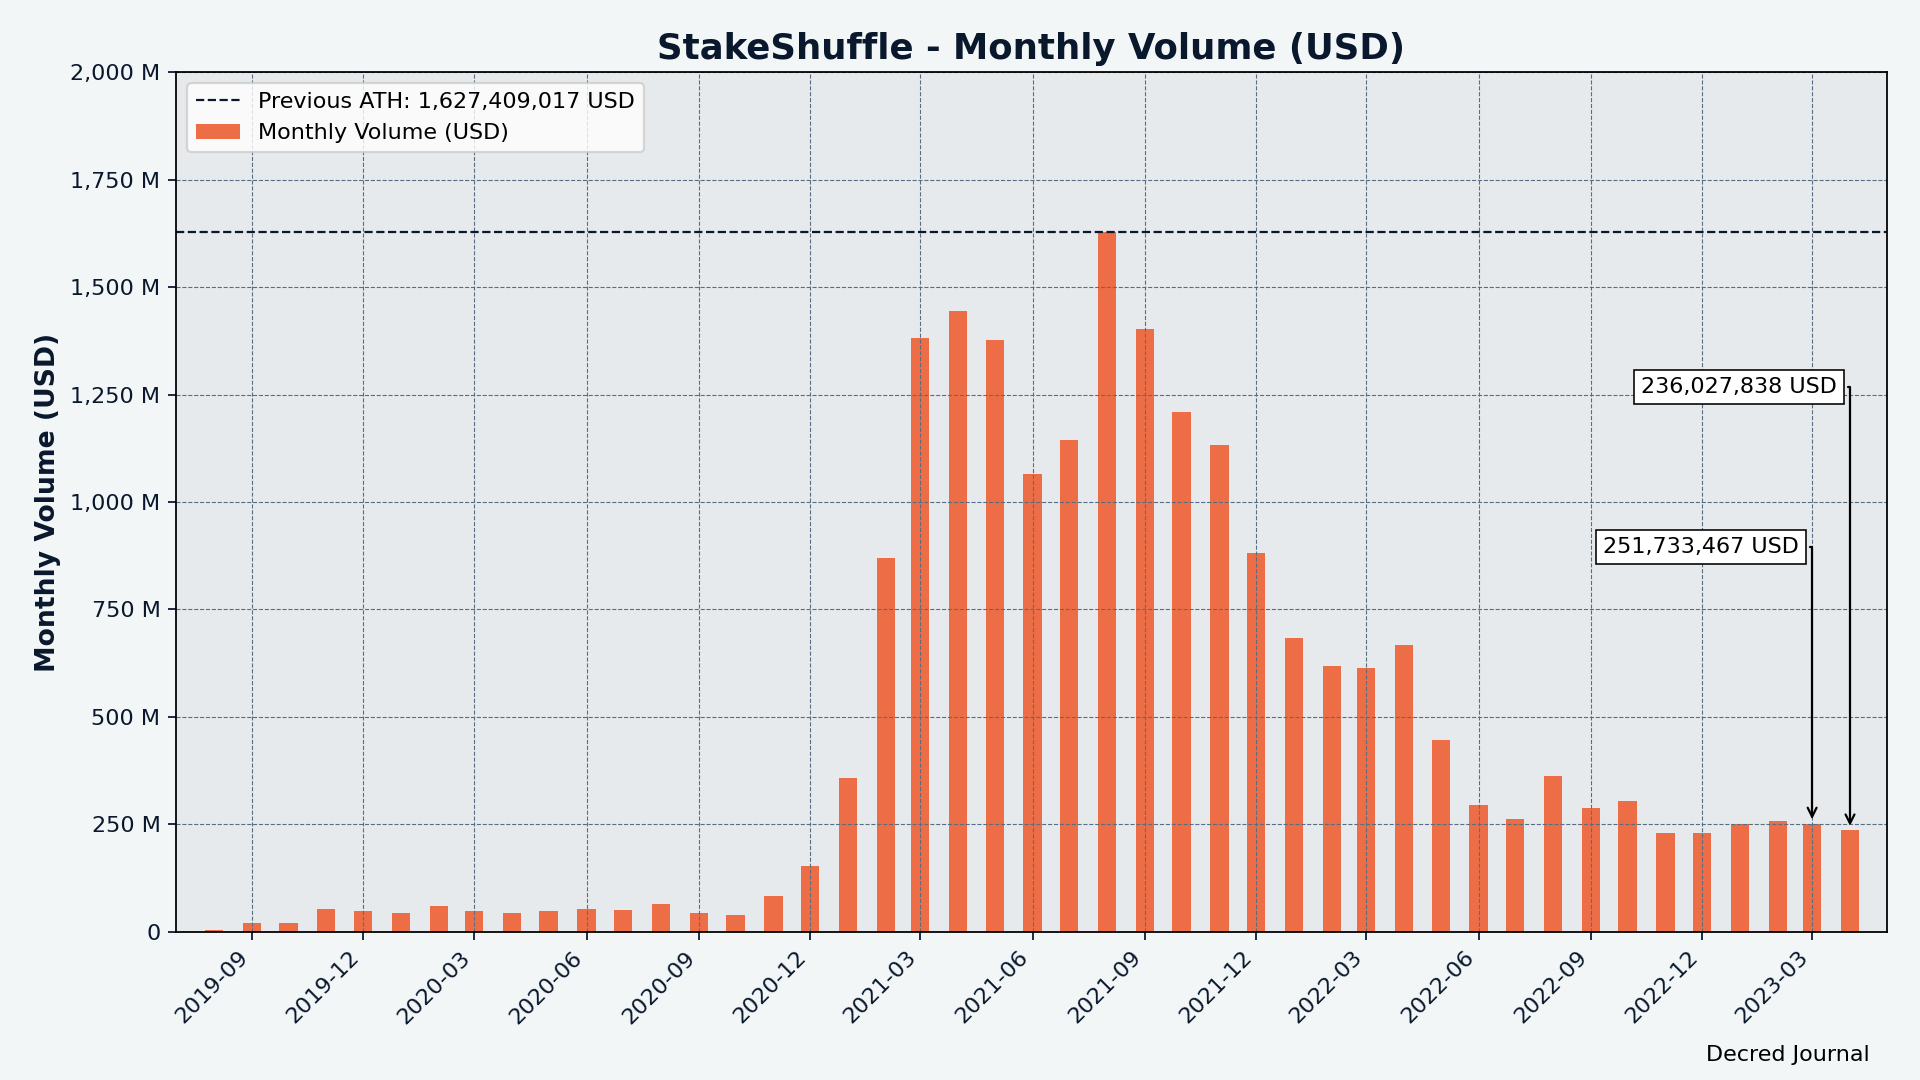 StakeShuffle - Monthly Volume (USD)
Previous ATH: 1,627,409,017 USD
Monthly Volume (USD)
Monthly Volume (USD)
2,000 M
1,750 M
1,500 M
1,250 M
1,000 M
750 M
500 M
250 M
0
236,027,838 USD
251,733,467 USD
2019-09
2019-12
2020-03
2020-06
2020-09
2020-12
2021-03
2021-06
2021-09
2021-12
2022-03
2022-06
2022-09
2022-12
2023-03
Decred Journal